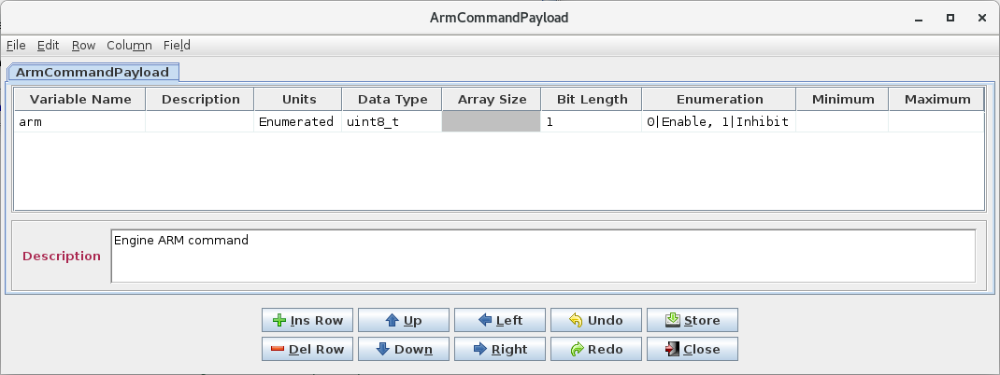 ArmCommandPayload
File Edit Row Column Field
ArmCommandPayload
Variable Name Description Units Data Type Array Size Bit Length Enumeration Minimum Maximum
arm Enumerated uint8_t 1 0|Enable, 1|Inhibit
Description Engine ARM command
Ins Row Up Left Undo Store
Del Row Down Right Redo Close